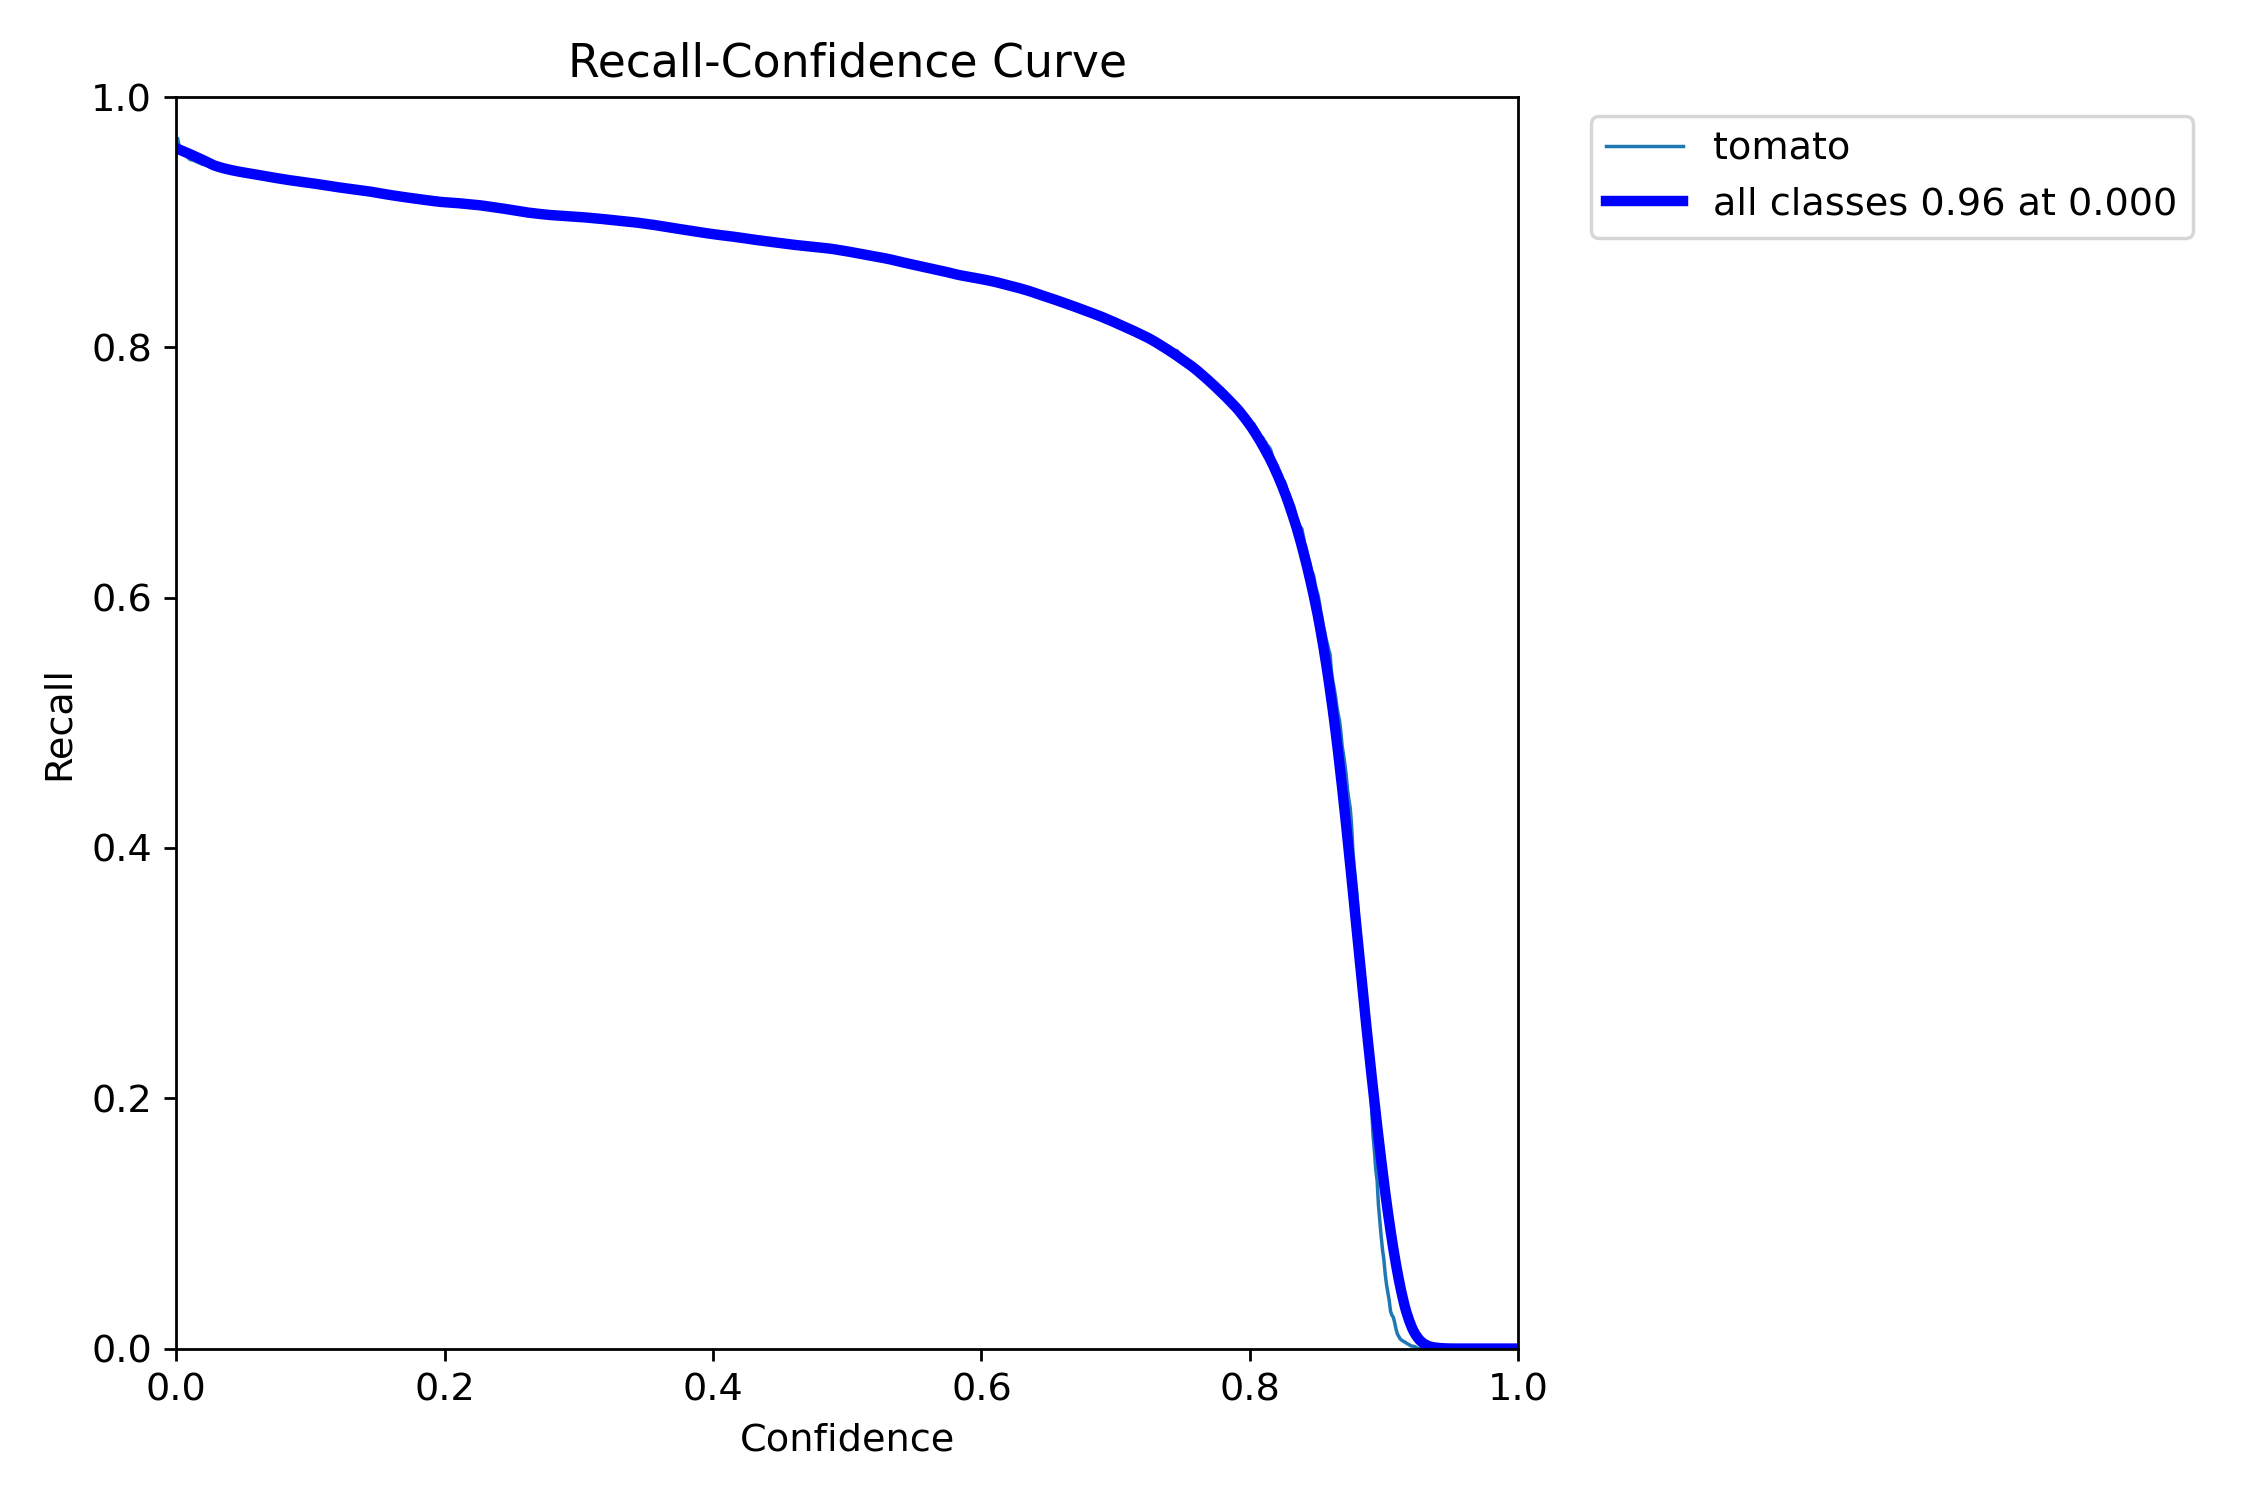 Recall-Confidence Curve
1.0
0.8
0.6
0.4
0.2
0.0
Recall
0.0 0.2 0.4 0.6 0.8 1.0
Confidence
tomato
all classes 0.96 at 0.000